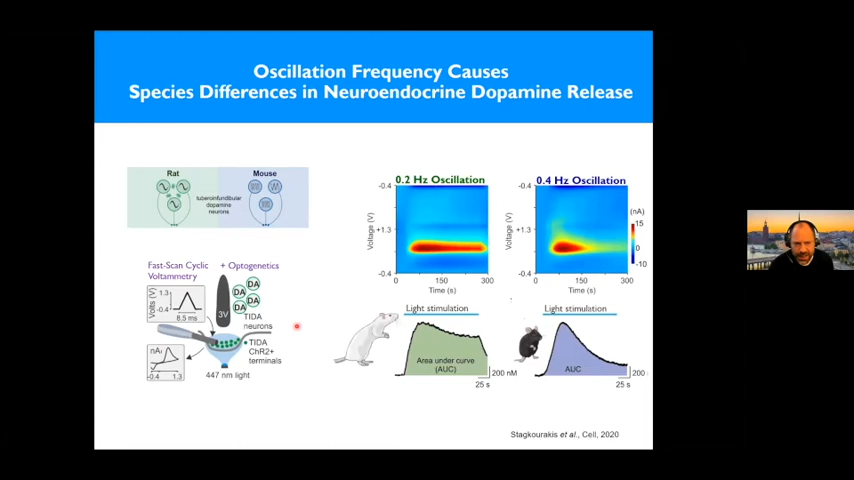 Oscillation Frequency Causes
Species Differences in Neuroendocrine Dopamine Release
Rat
Mouse
tuberoinfundibular
dopamine
neurons
Fast-Scan Cyclic
Voltammetry
+ Optogenetics
Volts (V)
1.3
-0.4
8.5 ms
3V
DA
DA
DA
DA
TIDA
neurons
TIDA
ChR2+
terminals
nA
-0.4
1.3
447 nm light
0.2 Hz Oscillation
Voltage (V)
-0.4
+1.3
-0.4
0
150
300
Time (s)
0.4 Hz Oscillation
Voltage (V)
-0.4
+1.3
-0.4
0
150
300
Time (s)
(nA)
15
0
-10
Light stimulation
Area under curve
(AUC)
200 nM
25 s
Light stimulation
AUC
200
25 s
Stagkourakis et al., Cell, 2020